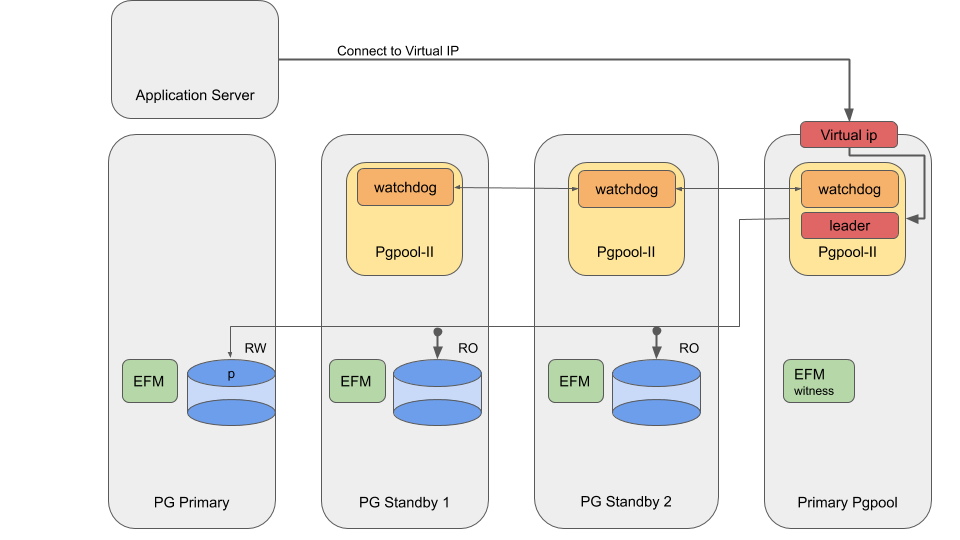 Connect to Virtual IP
Application Server
Virtual ip
watchdog
Pgpool-II
watchdog
Pgpool-II
watchdog
leader
Pgpool-II
RW
RO
RO
EFM
p
EFM
EFM
EFM
witness
PG Primary
PG Standby 1
PG Standby 2
Primary Pgpool